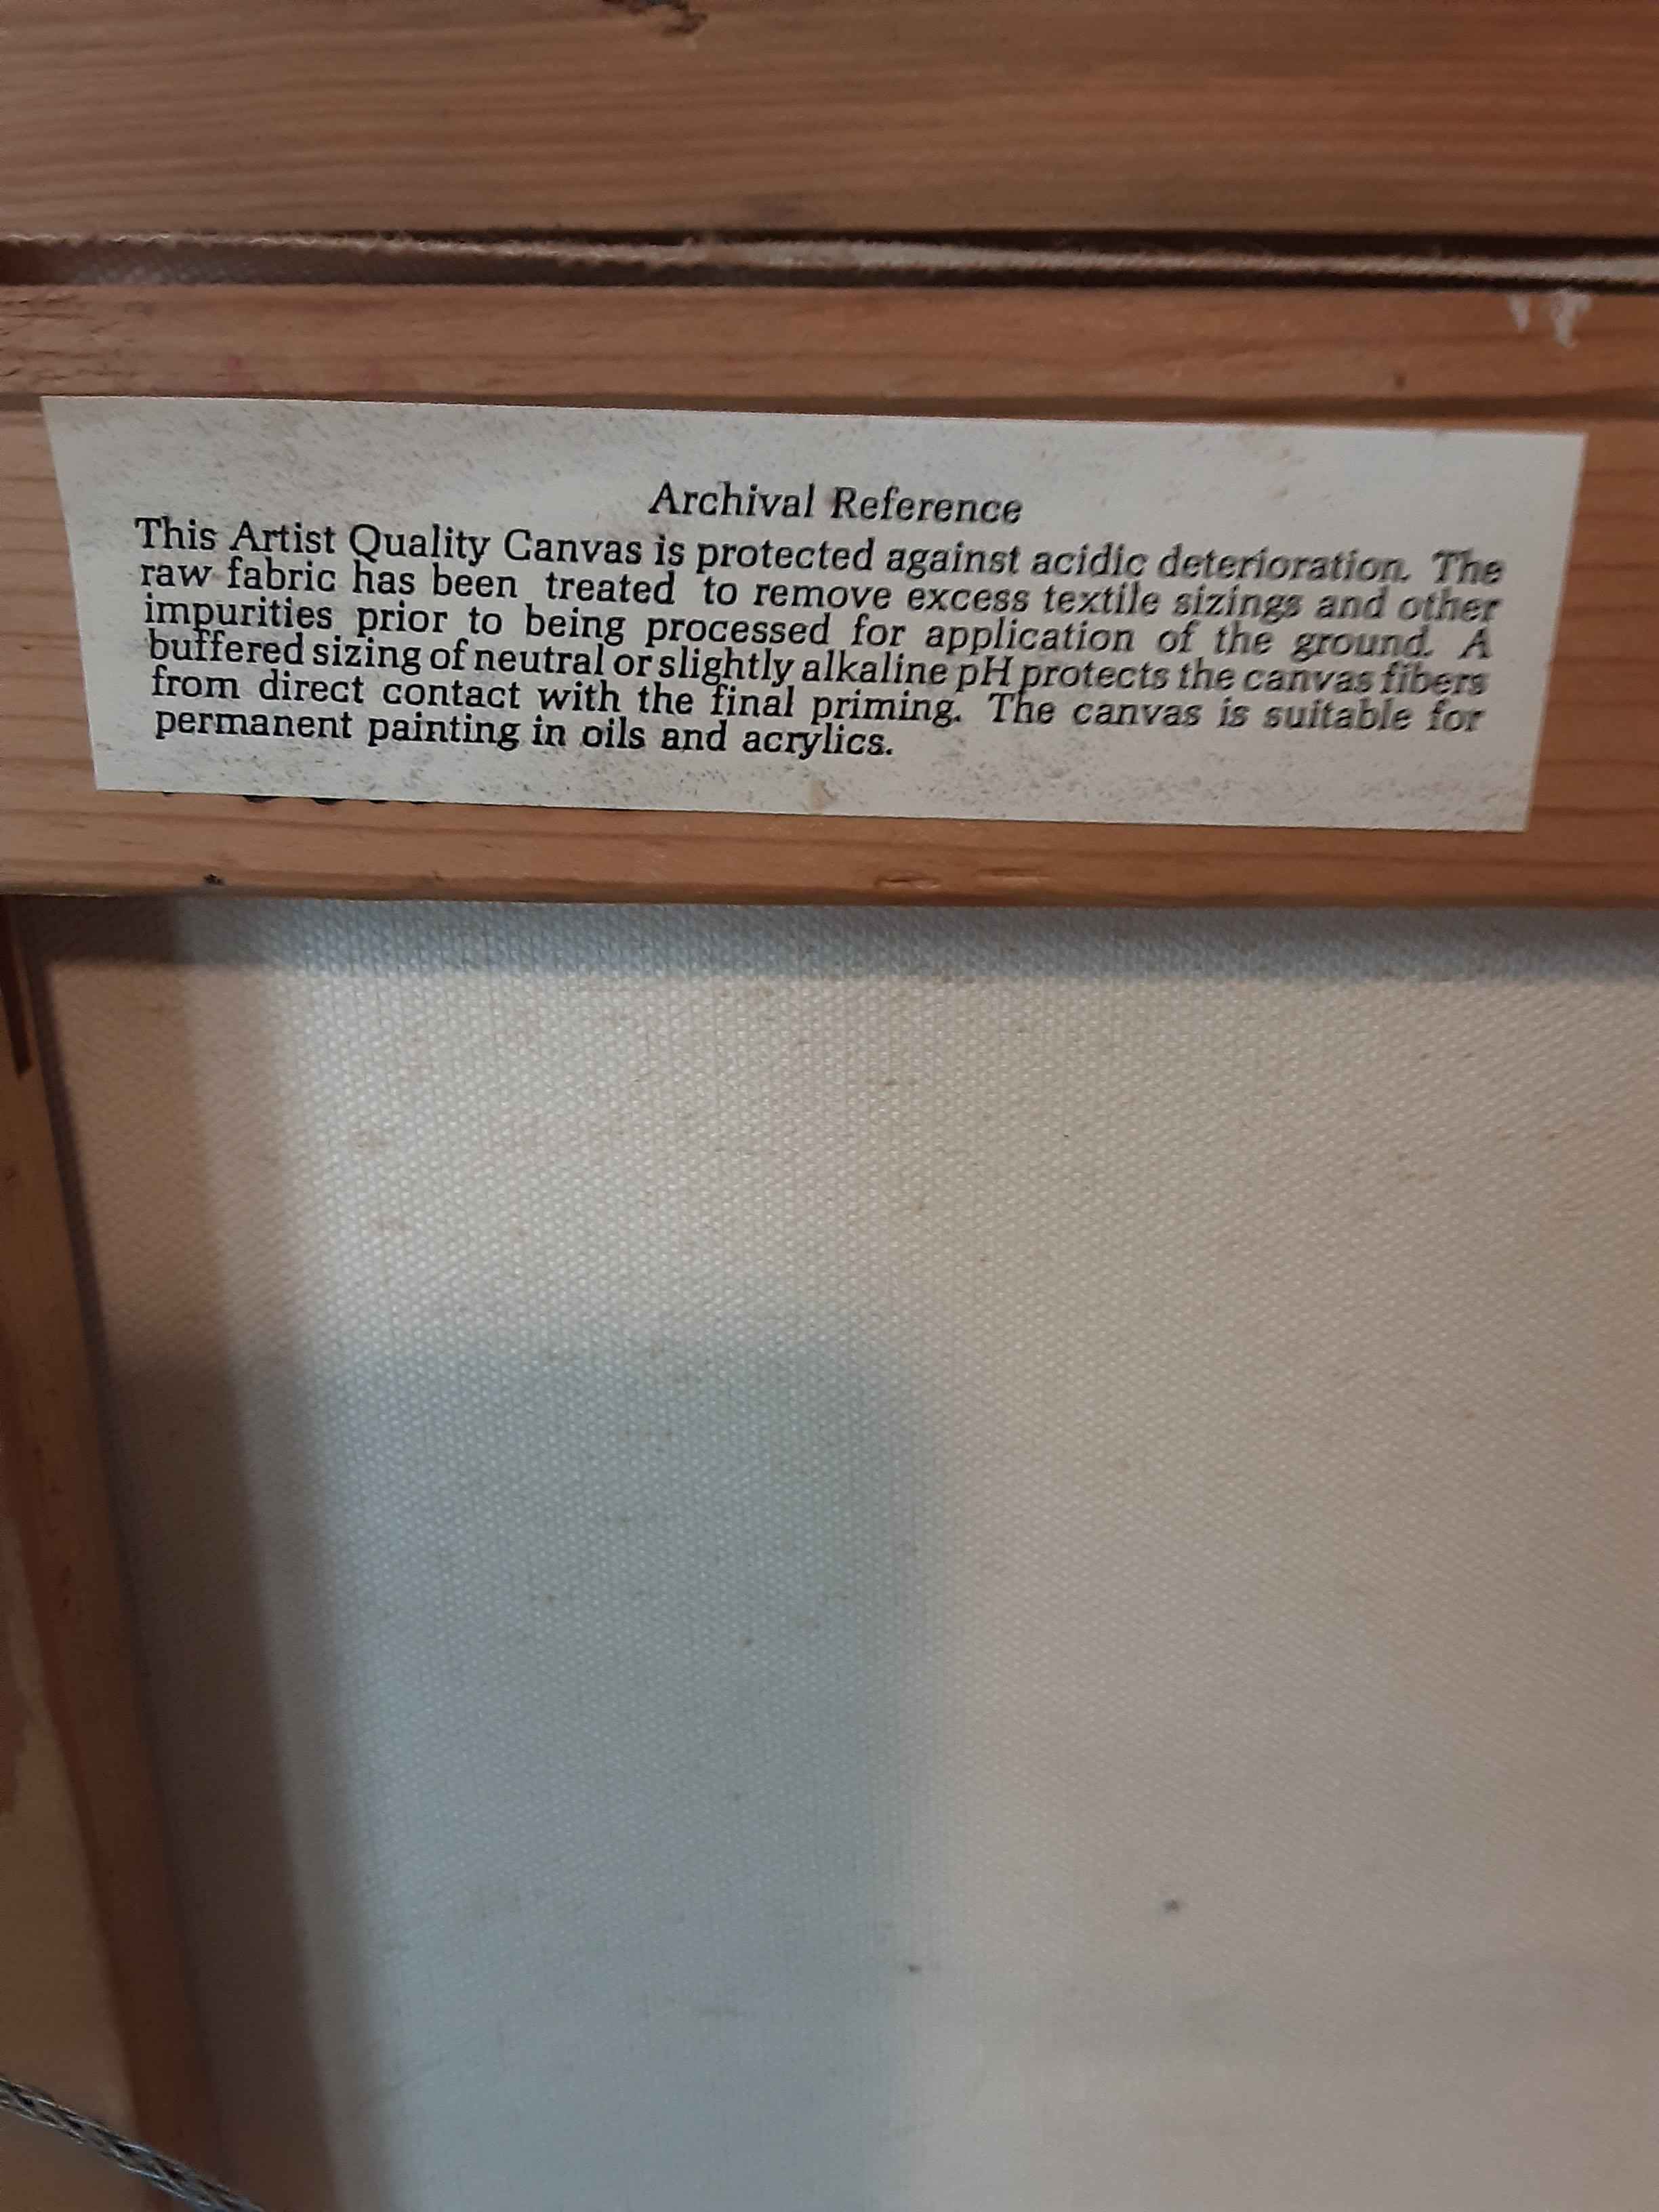 Archival Reference
This Artist Quality Canvas is protected against acidic deterioration. The
raw fabric has been treated to remove excess textile sizings and other
impurities prior to being processed for application of the ground. A
buffered sizing of neutral or slightly alkaline pH protects the canvas fibers
from direct contact with the final priming. The canvas is suitable for
permanent painting in oils and acrylics.